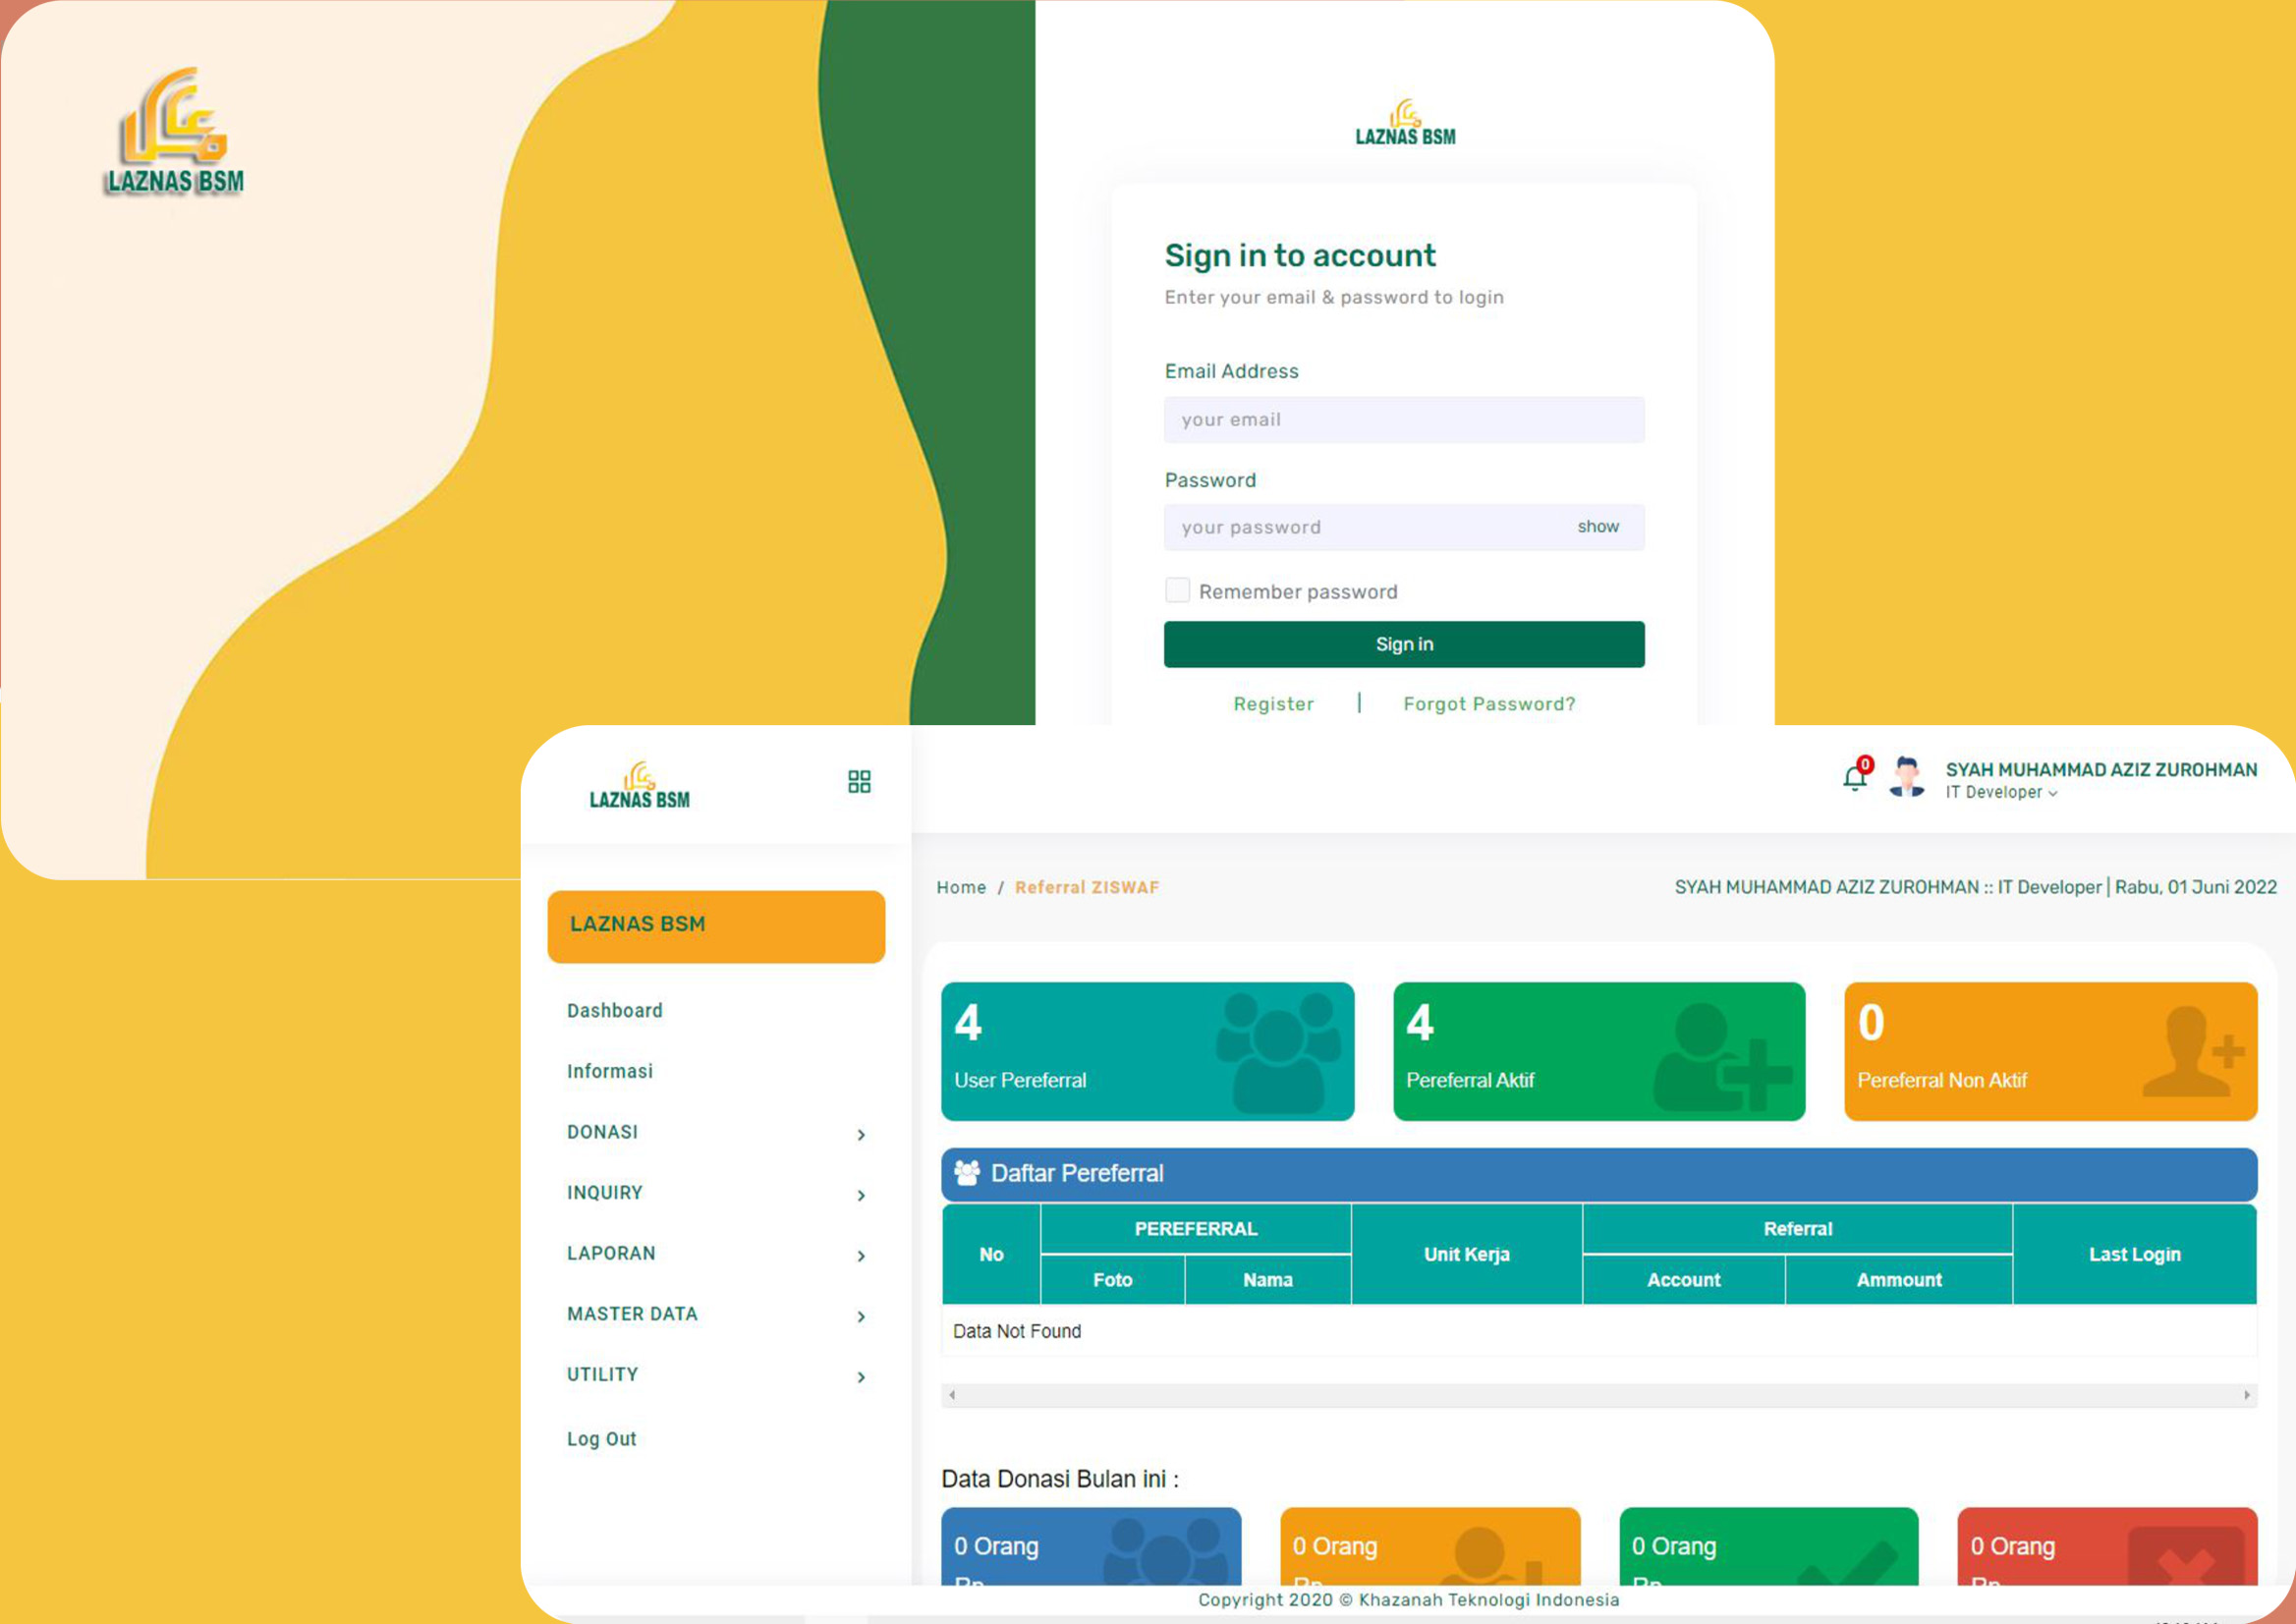 LAZNAS BSM
LAZNAS BSM
Sign in to account
Enter your email & password to login
Email Address
your email
Password
your password show
Remember password
Sign in
Register | Forgot Password?
LAZNAS BSM
0
SYAH MUHAMMAD AZIZ ZUROHMAN
IT Developer
Home / Referral ZISWAF
SYAH MUHAMMAD AZIZ ZUROHMAN :: IT Developer | Rabu, 01 Juni 2022
LAZNAS BSM
Dashboard
Informasi
DONASI
INQUIRY
LAPORAN
MASTER DATA
UTILITY
Log Out
4
User Pereferral
4
Pereferral Aktif
0
Pereferral Non Aktif
Daftar Pereferral
No PEREFERRAL Unit Kerja Referral Last Login
Foto Nama Account Ammount
Data Not Found
Data Donasi Bulan ini :
0 Orang 0 Orang 0 Orang 0 Orang
Copyright 2020 © Khazanah Teknologi Indonesia